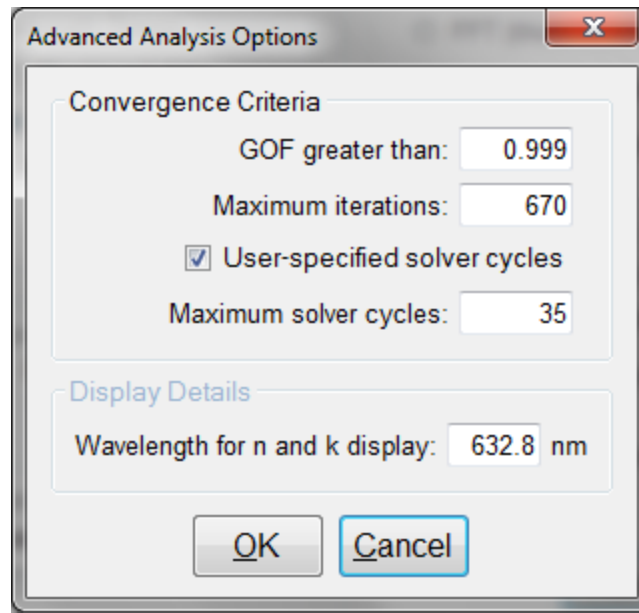 Advanced Analysis Options
Convergence Criteria
GOF greater than: 0.999
Maximum iterations: 670
User-specified solver cycles
Maximum solver cycles: 35
Display Details
Wavelength for n and k display: 632.8 nm
OK Cancel